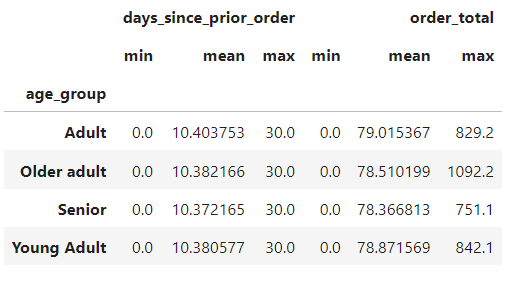 days_since_prior_order order_total
min mean max min mean max
age_group
Adult 0.0 10.403753 30.0 0.0 79.015367 829.2
Older adult 0.0 10.382166 30.0 0.0 78.510199 1092.2
Senior 0.0 10.372165 30.0 0.0 78.366813 751.1
Young Adult 0.0 10.380577 30.0 0.0 78.871569 842.1